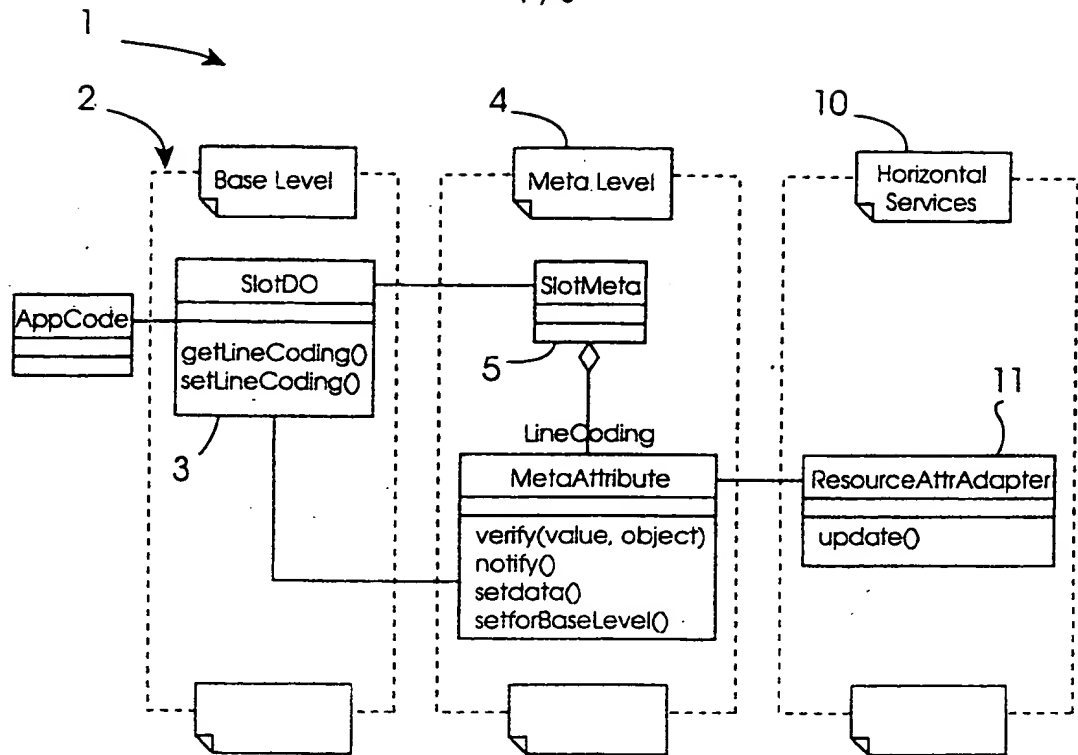 1
2
4
10
Base Level
Meta Level
Horizontal
Services
SlotDO
SlotMeta
AppCode
getLineCoding()
setLineCoding()
5
11
3
LineCoding
MetaAttribute
ResourceAttrAdapter
verify(value, object)
notify()
setdata()
setforBaseLevel()
update()